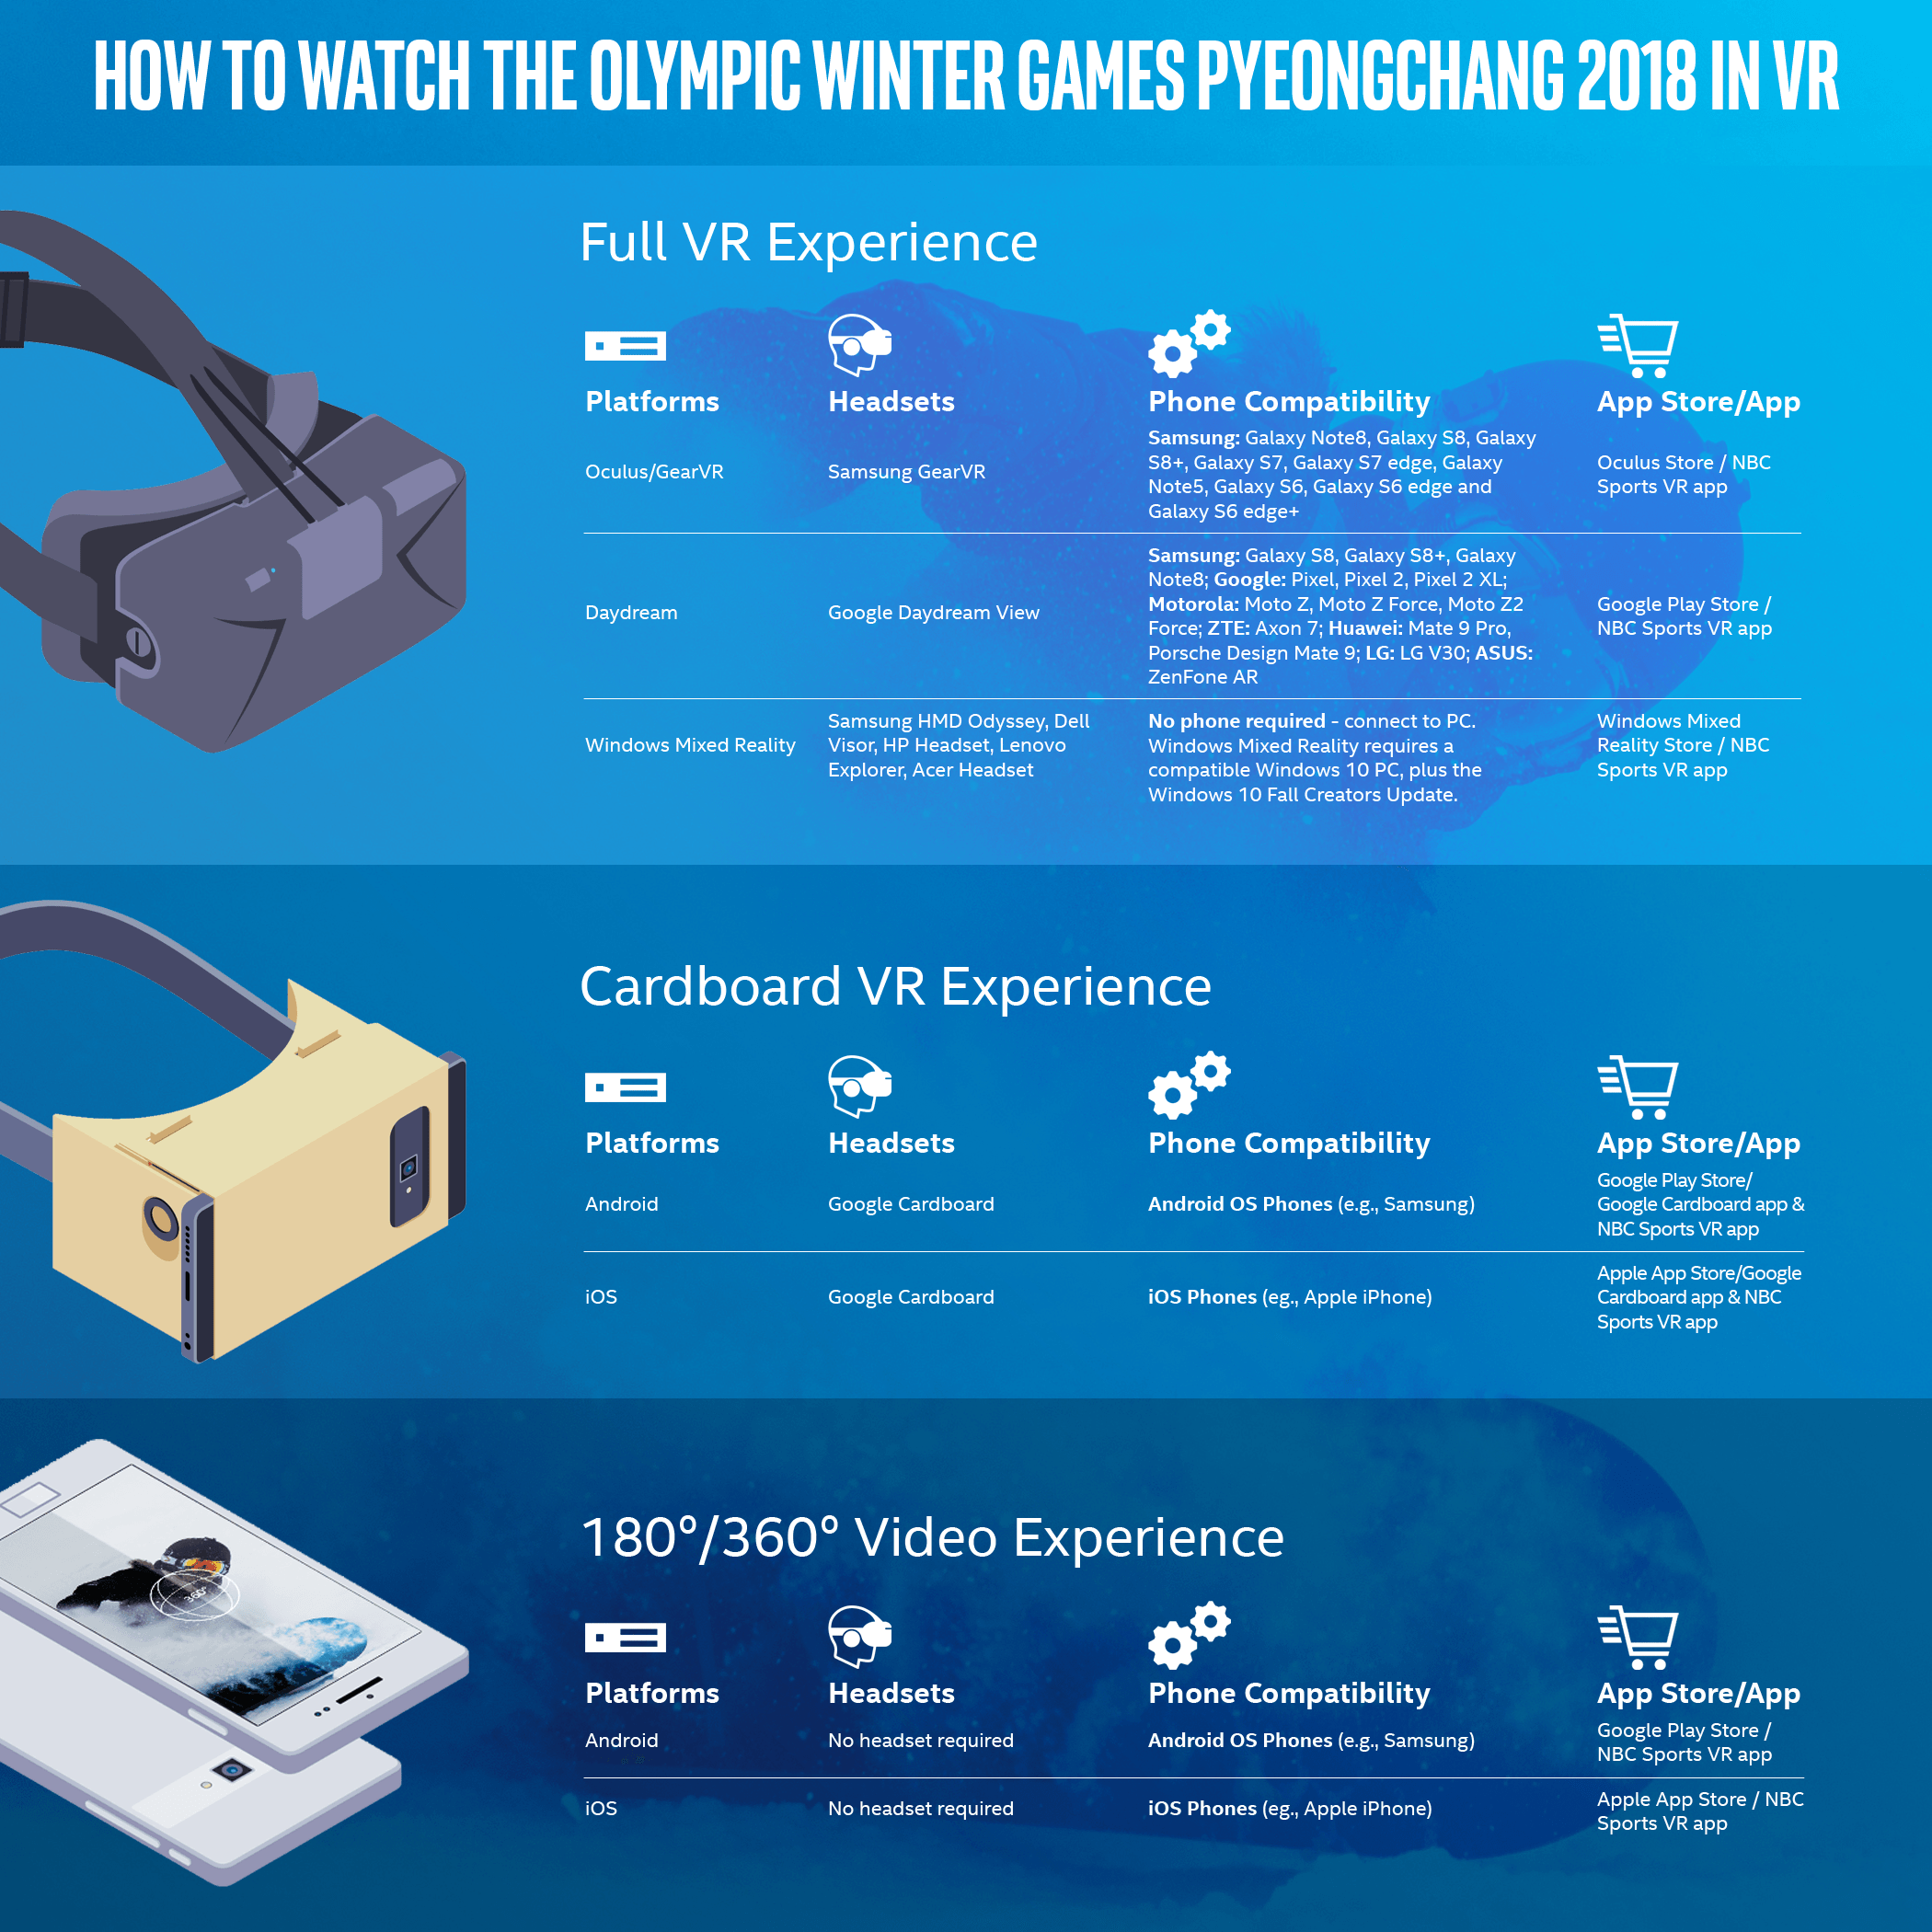 HOW TO WATCH THE OLYMPIC WINTER GAMES PYEONGCHANG 2018 IN VR
Full VR Experience
Platforms
Headsets
Phone Compatibility
App Store/App
Oculus/GearVR
Samsung GearVR
Samsung: Galaxy Note8, Galaxy S8, Galaxy
S8+, Galaxy S7, Galaxy S7 edge, Galaxy
Note5, Galaxy S6, Galaxy S6 edge and
Galaxy S6 edge+
Oculus Store / NBC
Sports VR app
Daydream
Google Daydream View
Samsung: Galaxy S8, Galaxy S8+, Galaxy
Note8; Google: Pixel, Pixel 2, Pixel 2 XL;
Motorola: Moto Z, Moto Z Force, Moto Z2
Force; ZTE: Axon 7; Huawei: Mate 9 Pro,
Porsche Design Mate 9; LG: LG V30; ASUS:
ZenFone AR
Google Play Store /
NBC Sports VR app
Windows Mixed Reality
Samsung HMD Odyssey, Dell
Visor, HP Headset, Lenovo
Explorer, Acer Headset
No phone required - connect to PC.
Windows Mixed Reality requires a
compatible Windows 10 PC, plus the
Windows 10 Fall Creators Update.
Windows Mixed
Reality Store / NBC
Sports VR app
Cardboard VR Experience
Platforms
Headsets
Phone Compatibility
App Store/App
Android
Google Cardboard
Android OS Phones (e.g., Samsung)
Google Play Store/
Google Cardboard app &
NBC Sports VR app
iOS
Google Cardboard
iOS Phones (eg., Apple iPhone)
Apple App Store/Google
Cardboard app & NBC
Sports VR app
180°/360° Video Experience
360°
Platforms
Headsets
Phone Compatibility
App Store/App
Android
No headset required
Android OS Phones (e.g., Samsung)
Google Play Store /
NBC Sports VR app
iOS
No headset required
iOS Phones (eg., Apple iPhone)
Apple App Store / NBC
Sports VR app